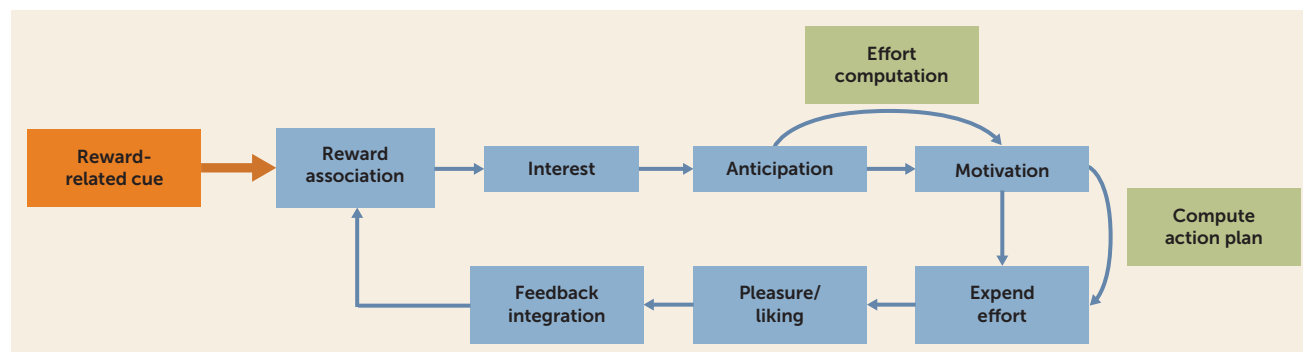 Effort
computation
Reward-
related cue
Reward
association
Interest
Anticipation
Motivation
Compute
action plan
Feedback
integration
Pleasure/
liking
Expend
effort